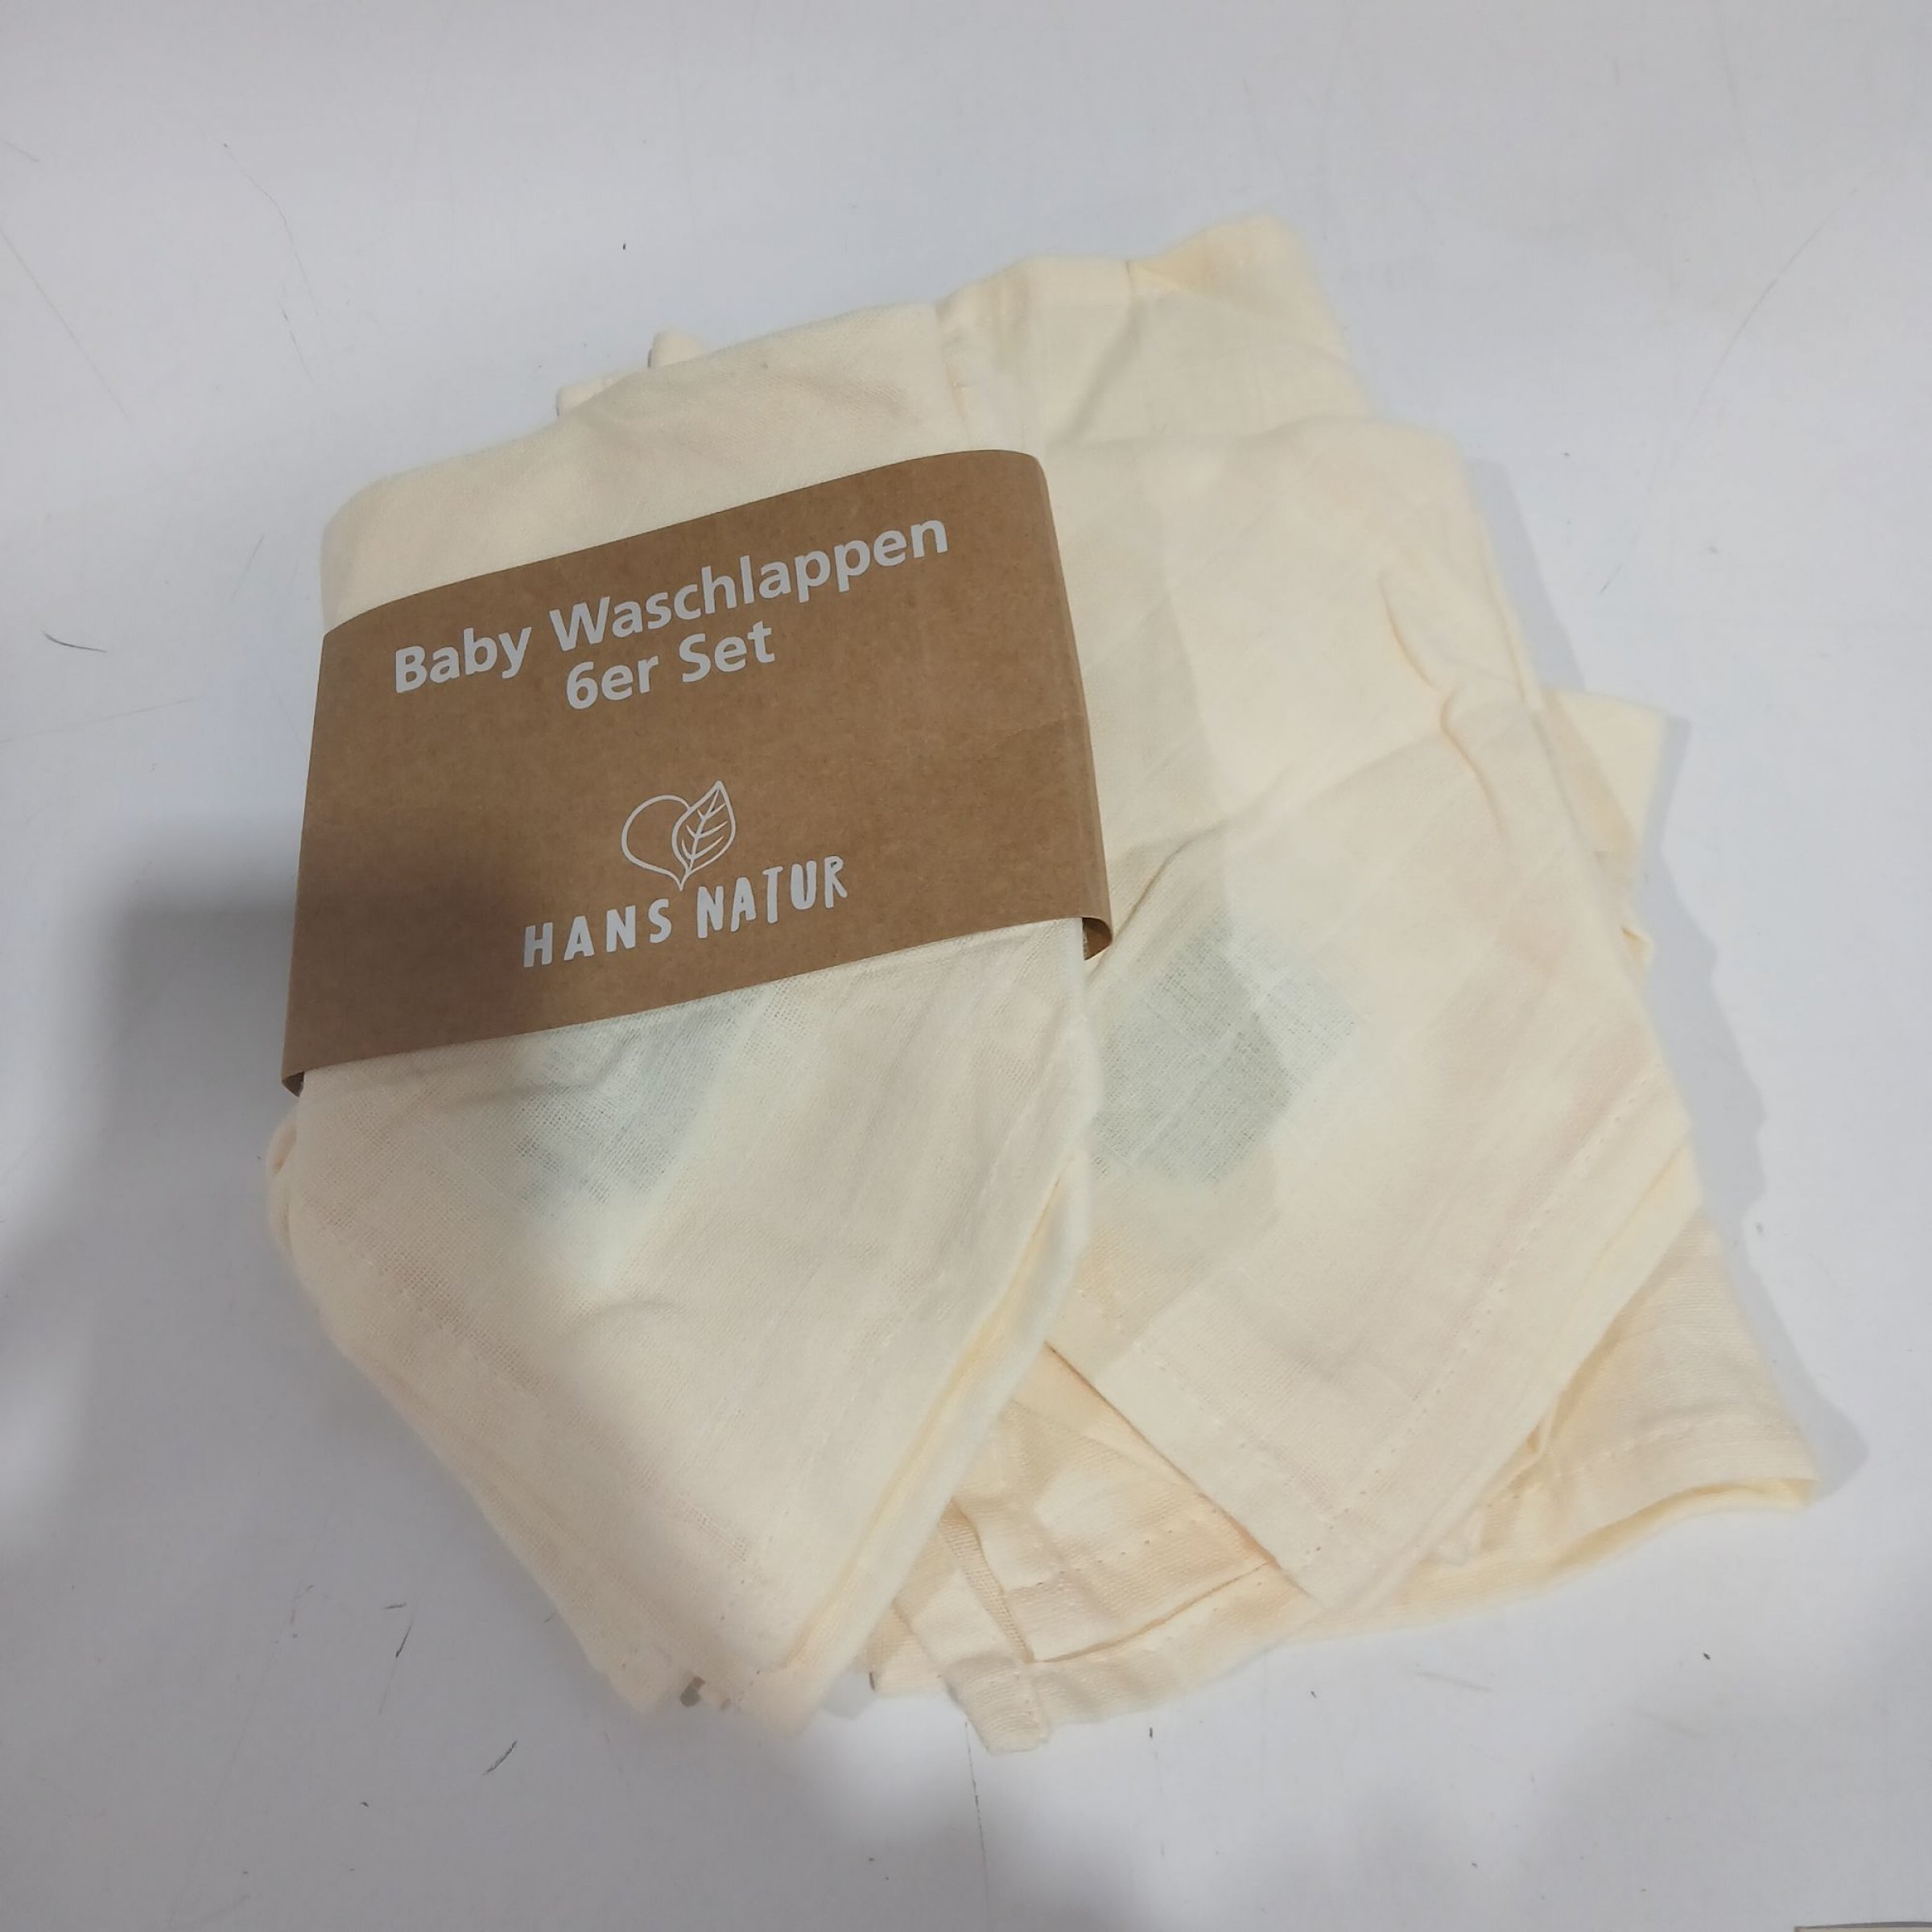 Baby Waschlappen
6er Set
HANS NATUR